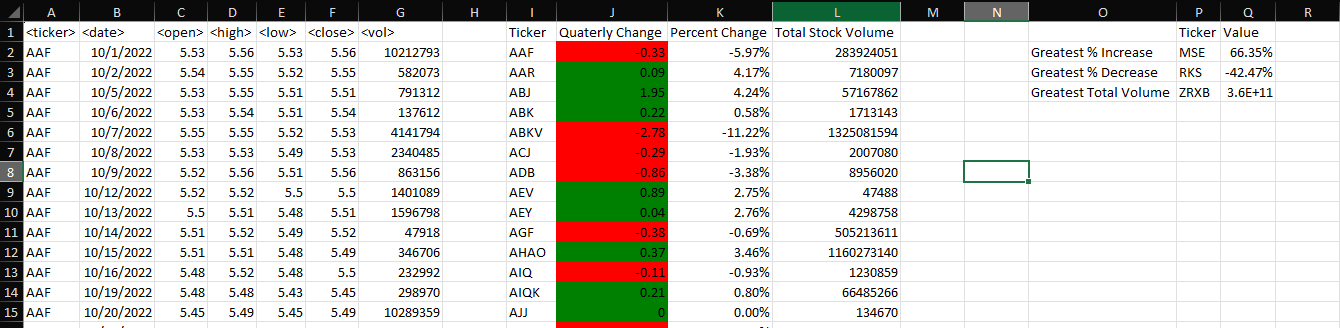 A B C D E F G H I J K L M N O P Q R
1 <ticker> <date> <open> <high> <low> <close> <vol> Ticker Quaterly Change Percent Change Total Stock Volume Ticker Value
2 AAF 10/1/2022 5.53 5.56 5.53 5.56 10212793 AAF -0.33 -5.97% 283924051 Greatest % Increase MSE 66.35%
3 AAF 10/2/2022 5.54 5.55 5.52 5.55 582073 AAR 0.09 4.17% 7180097 Greatest % Decrease RKS -42.47%
4 AAF 10/5/2022 5.53 5.55 5.51 5.51 791312 ABJ 1.95 4.24% 57167862 Greatest Total Volume ZRXB 3.6E+11
5 AAF 10/6/2022 5.53 5.54 5.51 5.54 137612 ABK 0.22 0.58% 1713143
6 AAF 10/7/2022 5.55 5.55 5.52 5.53 4141794 ABKV -2.78 -11.22% 1325081594
7 AAF 10/8/2022 5.53 5.53 5.49 5.53 2340485 ACJ -0.29 -1.93% 2007080
8 AAF 10/9/2022 5.52 5.56 5.51 5.56 863156 ADB -0.86 -3.38% 8956020
9 AAF 10/12/2022 5.52 5.52 5.5 5.5 1401089 AEV 0.89 2.75% 47488
10 AAF 10/13/2022 5.5 5.51 5.48 5.51 1596798 AEY 0.04 2.76% 4298758
11 AAF 10/14/2022 5.51 5.52 5.49 5.52 47918 AGF -0.38 -0.69% 505213611
12 AAF 10/15/2022 5.51 5.51 5.48 5.49 346706 AHAO 0.37 3.46% 1160273140
13 AAF 10/16/2022 5.48 5.52 5.48 5.5 232992 AIQ -0.11 -0.93% 1230859
14 AAF 10/19/2022 5.48 5.48 5.43 5.45 298970 AIQK 0.21 0.80% 66485266
15 AAF 10/20/2022 5.45 5.49 5.45 5.49 10289359 AJJ 0 0.00% 134670